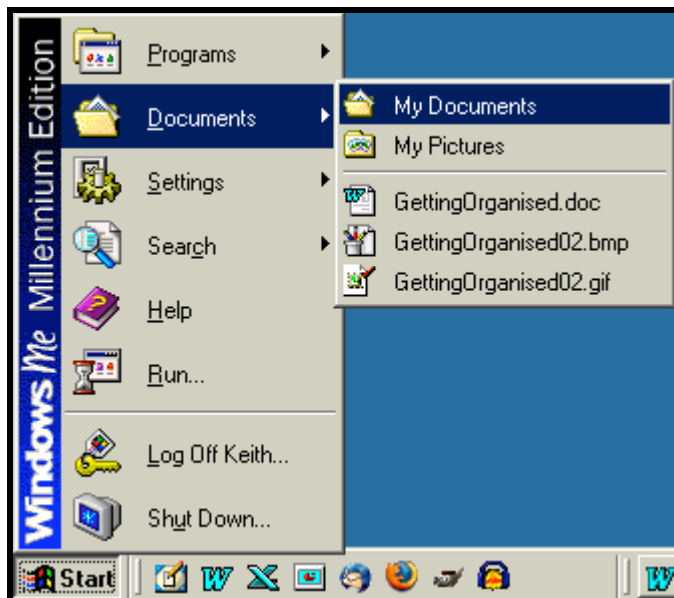 Windows Me Millennium Edition
Programs
Documents
Settings
Search
Help
Run...
Log Off Keith...
Shut Down...
My Documents
My Pictures
GettingOrganised.doc
GettingOrganised02.bmp
GettingOrganised02.gif
Start